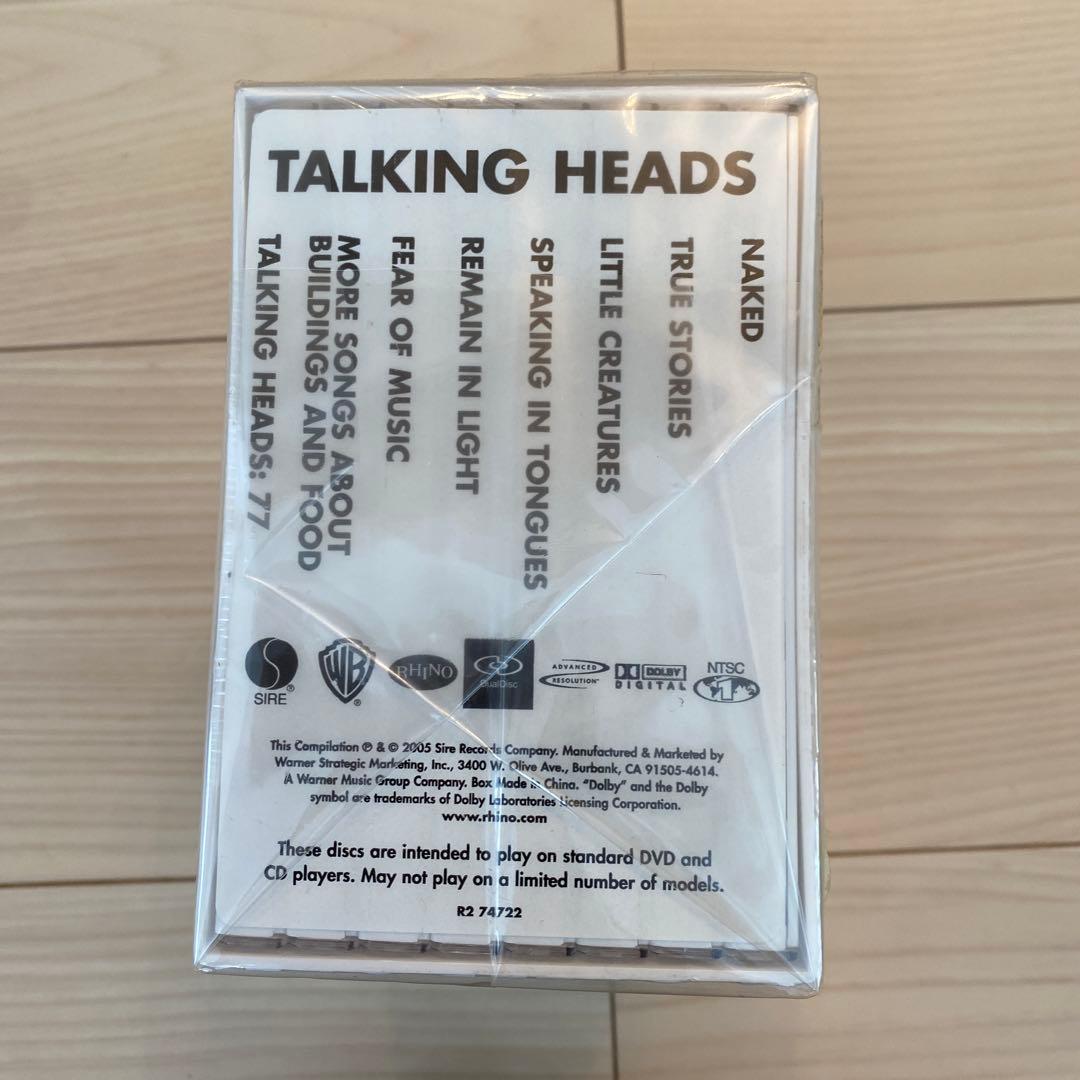 TALKING HEADS
TALKING HEADS: 77
MORE SONGS ABOUT
BUILDINGS AND FOOD
FEAR OF MUSIC
REMAIN IN LIGHT
SPEAKING IN TONGUES
LITTLE CREATURES
TRUE STORIES
NAKED
SIRE®
WB®
RHINO
DualDisc
ADVANCED
RESOLUTION™
DOLBY
DIGITAL
NTSC
1
This Compilation ℗ & © 2005 Sire Records Company. Manufactured & Marketed by
Warner Strategic Marketing, Inc., 3400 W. Olive Ave., Burbank, CA 91505-4614.
A Warner Music Group Company. Box Made in China. "Dolby" and the Dolby
symbol are trademarks of Dolby Laboratories Licensing Corporation.
www.rhino.com
These discs are intended to play on standard DVD and
CD players. May not play on a limited number of models.
R2 74722